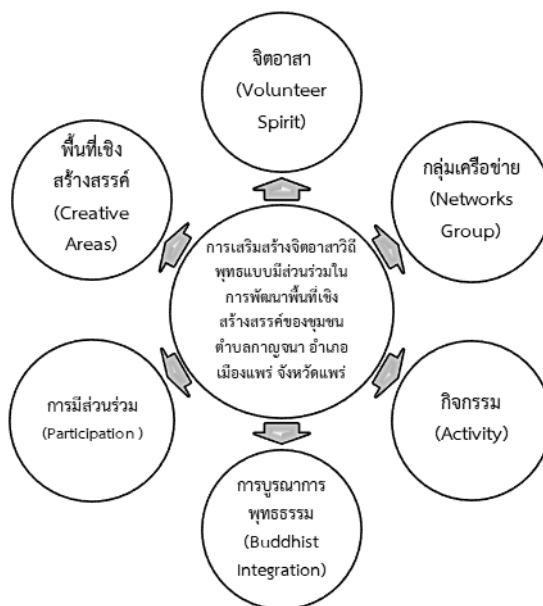 จิตอาสา
(Volunteer
Spirit)
พื้นที่เชิง
สร้างสรรค์
(Creative
Areas)
กลุ่มเครือข่าย
(Networks
Group)
การเสริมสร้างจิตอาสาวิถี
พุทธแบบมีส่วนร่วมใน
การพัฒนาพื้นที่เชิง
สร้างสรรค์ของชุมชน
ตำบลกาญจนา อำเภอ
เมืองแพร่ จังหวัดแพร่
การมีส่วนร่วม
(Participation )
กิจกรรม
(Activity)
การบูรณาการ
พุทธธรรม
(Buddhist
Integration)